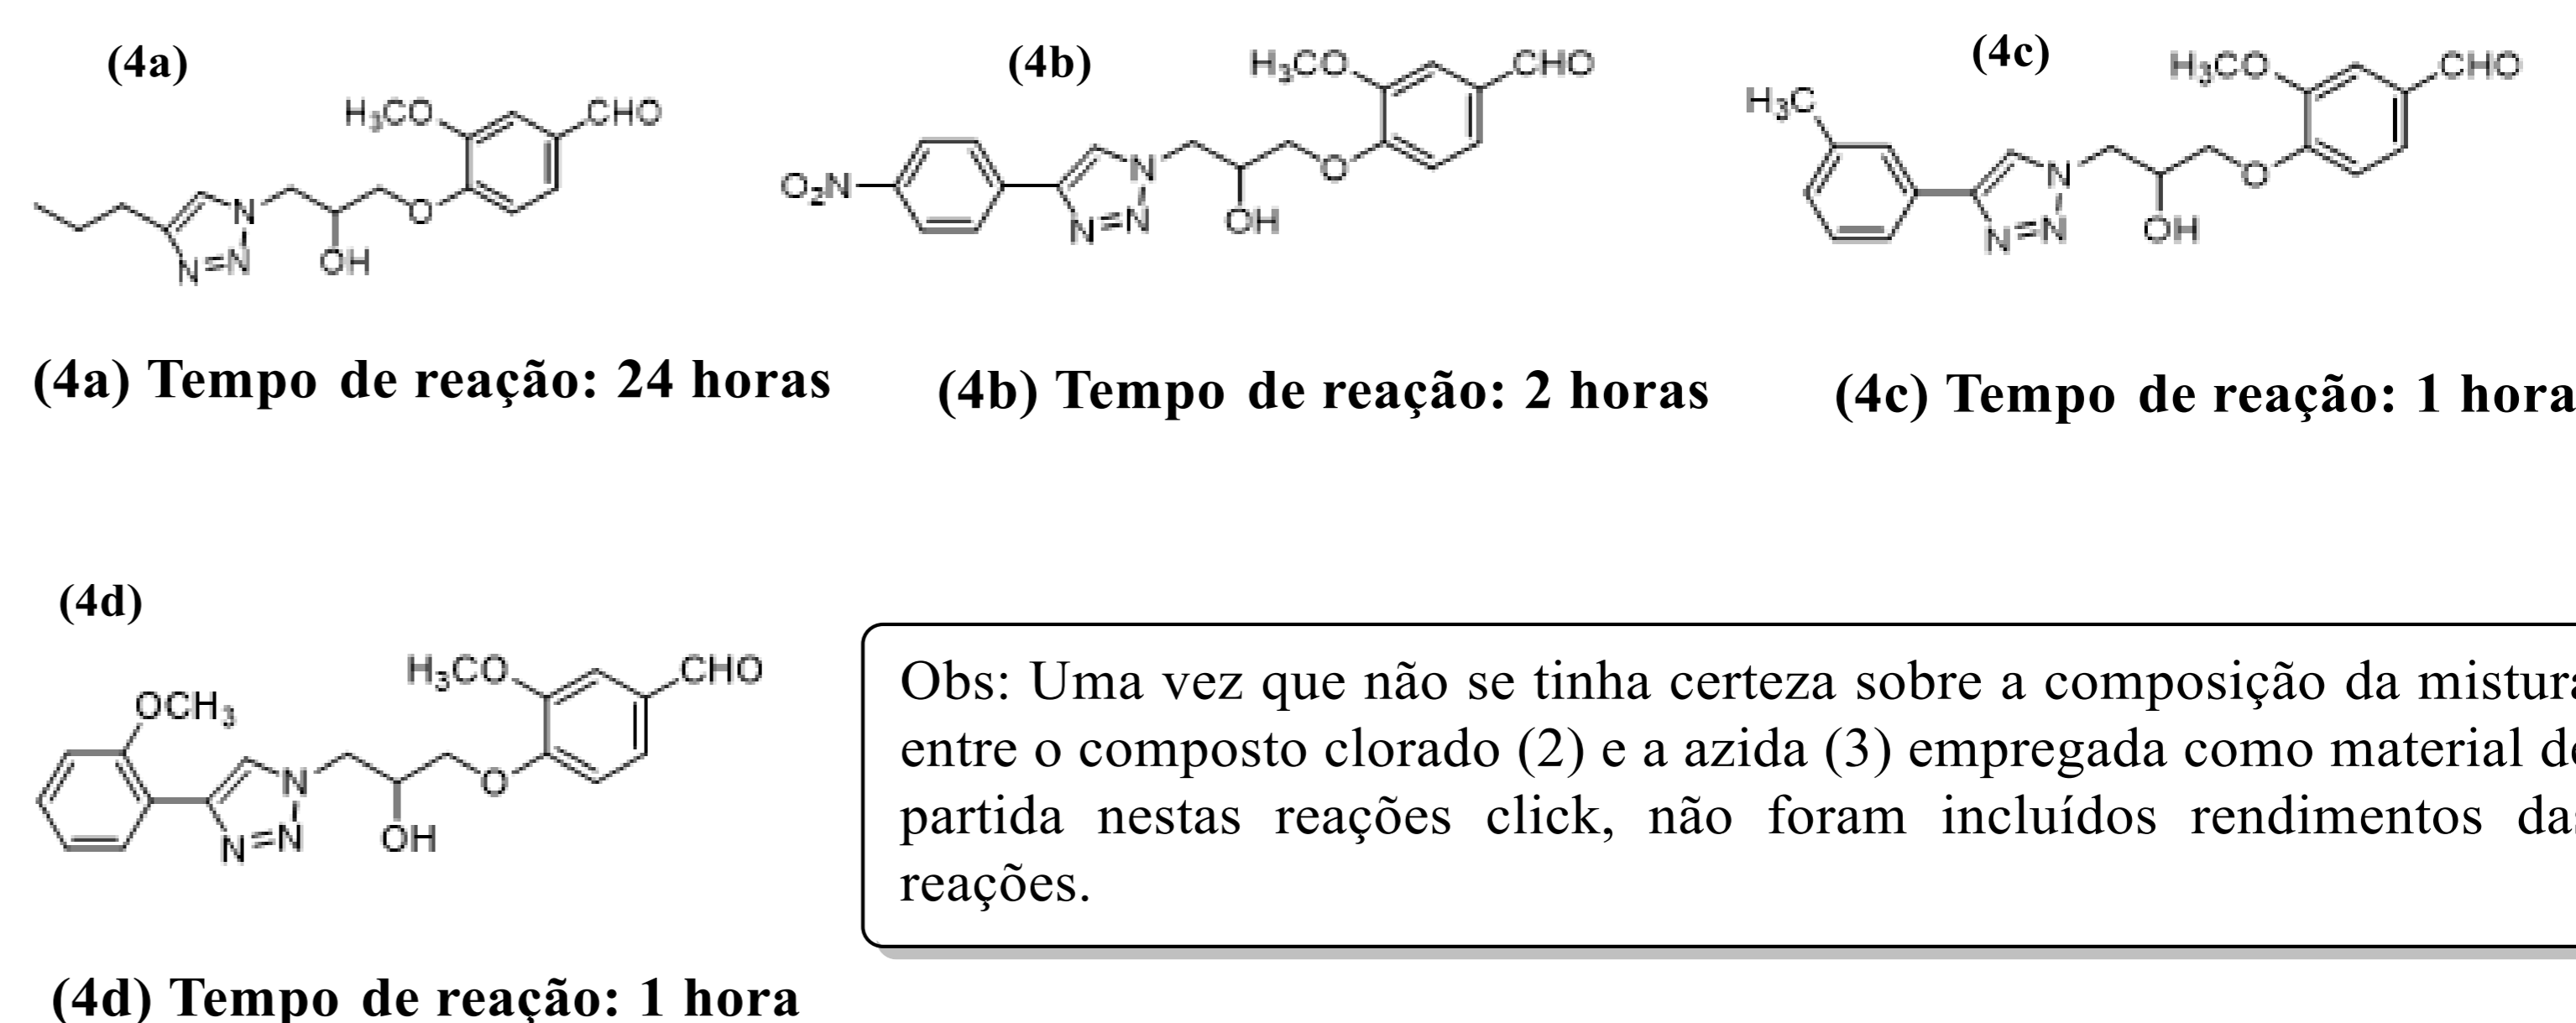 (4a)
H₃CO
CHO
N
N=N
OH
O
(4b)
H₃CO
CHO
O₂N
N
N=N
OH
O
(4c)
H₃C
H₃CO
CHO
N
N=N
OH
O
(4a) Tempo de reação: 24 horas
(4b) Tempo de reação: 2 horas
(4c) Tempo de reação: 1 hora
(4d)
OCH₃
H₃CO
CHO
N
N=N
OH
O
(4d) Tempo de reação: 1 hora
Obs: Uma vez que não se tinha certeza sobre a composição da mistura
entre o composto clorado (2) e a azida (3) empregada como material de
partida nestas reações click, não foram incluídos rendimentos das
reações.